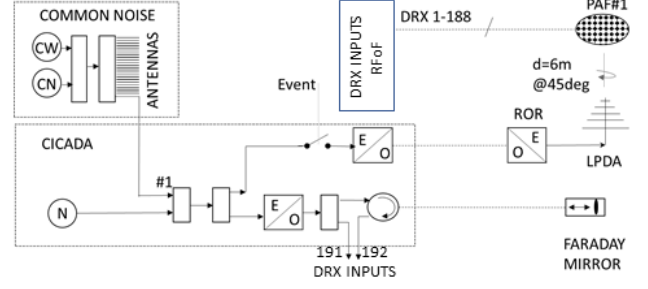 COMMON NOISE
CW
CN
ANTENNAS
DRX INPUTS
RFoF
DRX 1-188
PAF#1
d=6m
@45deg
Event
ROR
E
O
E
O
LPDA
CICADA
#1
N
E
O
191
192
DRX INPUTS
FARADAY
MIRROR